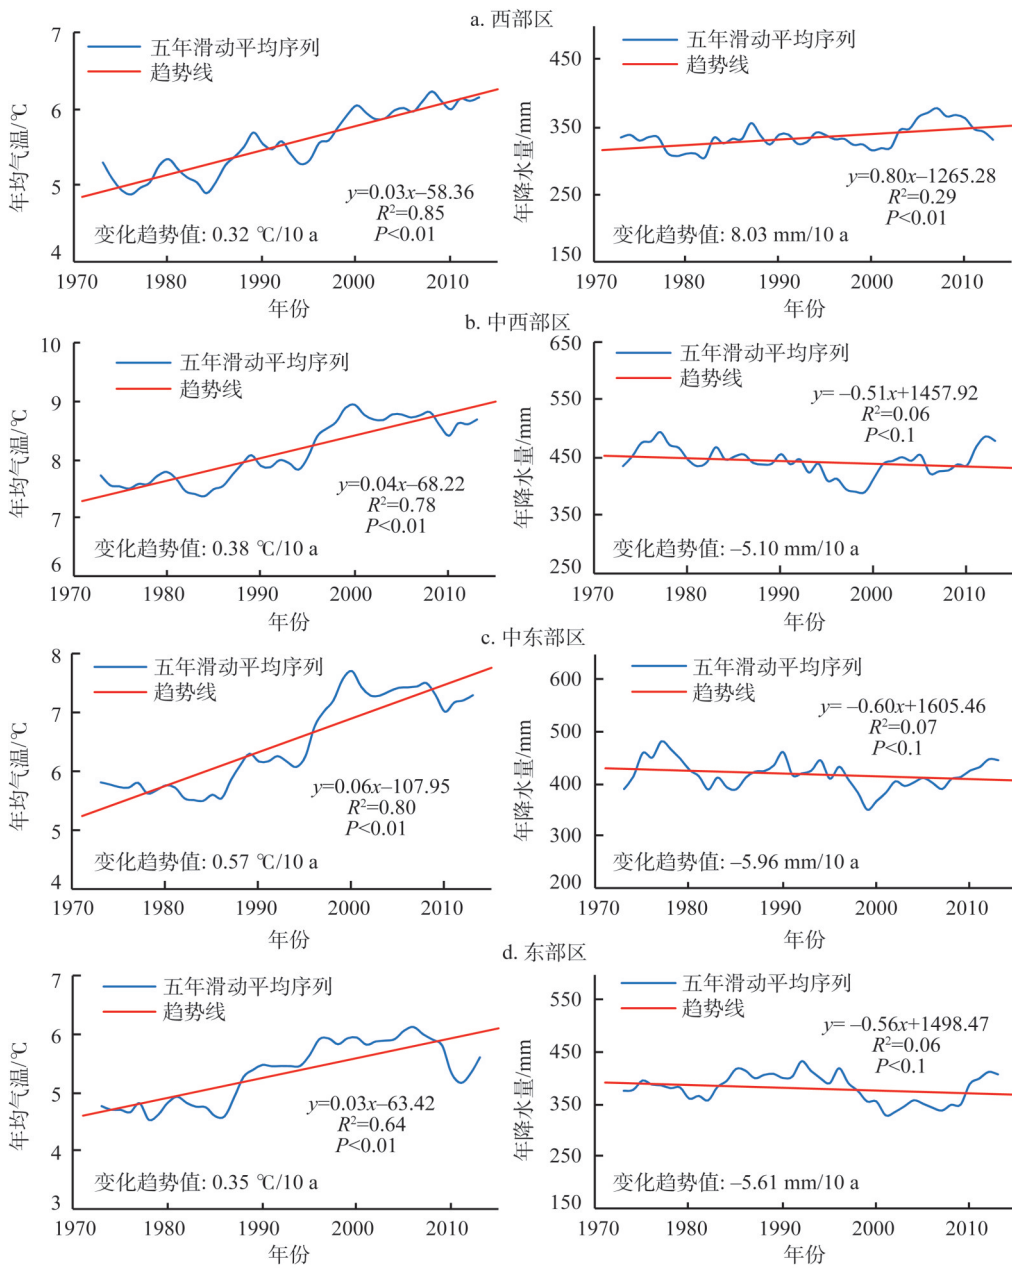 a. 西部区
7
6
5
4
年均气温/℃
五年滑动平均序列
趋势线
y=0.03x–58.36
R²=0.85
P<0.01
变化趋势值: 0.32 ℃/10 a
1970 1980 1990 2000 2010
年份
450
350
250
150
年降水量/mm
五年滑动平均序列
趋势线
y=0.80x–1265.28
R²=0.29
P<0.01
变化趋势值: 8.03 mm/10 a
1970 1980 1990 2000 2010
年份
b. 中西部区
10
9
8
7
6
年均气温/℃
五年滑动平均序列
趋势线
y=0.04x–68.22
R²=0.78
P<0.01
变化趋势值: 0.38 ℃/10 a
1970 1980 1990 2000 2010
年份
650
550
450
350
250
年降水量/mm
五年滑动平均序列
趋势线
y= –0.51x+1457.92
R²=0.06
P<0.1
变化趋势值: –5.10 mm/10 a
1970 1980 1990 2000 2010
年份
c. 中东部区
8
7
6
5
4
年均气温/℃
五年滑动平均序列
趋势线
y=0.06x–107.95
R²=0.80
P<0.01
变化趋势值: 0.57 ℃/10 a
1970 1980 1990 2000 2010
年份
600
500
400
300
200
年降水量/mm
五年滑动平均序列
趋势线
y= –0.60x+1605.46
R²=0.07
P<0.1
变化趋势值: –5.96 mm/10 a
1970 1980 1990 2000 2010
年份
d. 东部区
7
6
5
4
3
年均气温/℃
五年滑动平均序列
趋势线
y=0.03x–63.42
R²=0.64
P<0.01
变化趋势值: 0.35 ℃/10 a
1970 1980 1990 2000 2010
年份
550
450
350
250
150
年降水量/mm
五年滑动平均序列
趋势线
y= –0.56x+1498.47
R²=0.06
P<0.1
变化趋势值: –5.61 mm/10 a
1970 1980 1990 2000 2010
年份